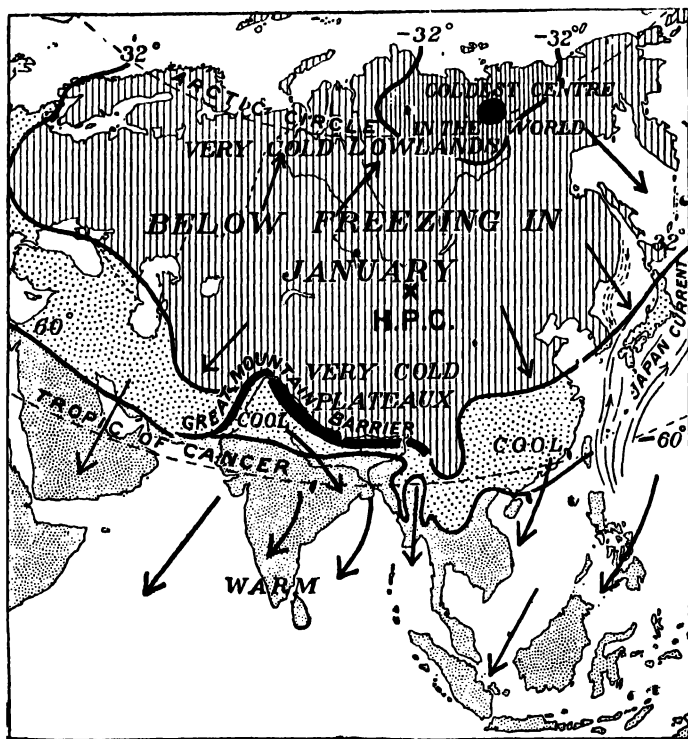 32°
-32°
-32°
ARCTIC CIRCLE
COLDEST CENTRE
IN THE WORLD
VERY COLD LOWLANDS
BELOW FREEZING IN
JANUARY
32°
H.P.C.
60°
VERY COLD
PLATEAUX
GREAT MOUNTAIN BARRIER
JAPAN CURRENT
TROPIC OF CANCER
COOL
COOL
60°
WARM